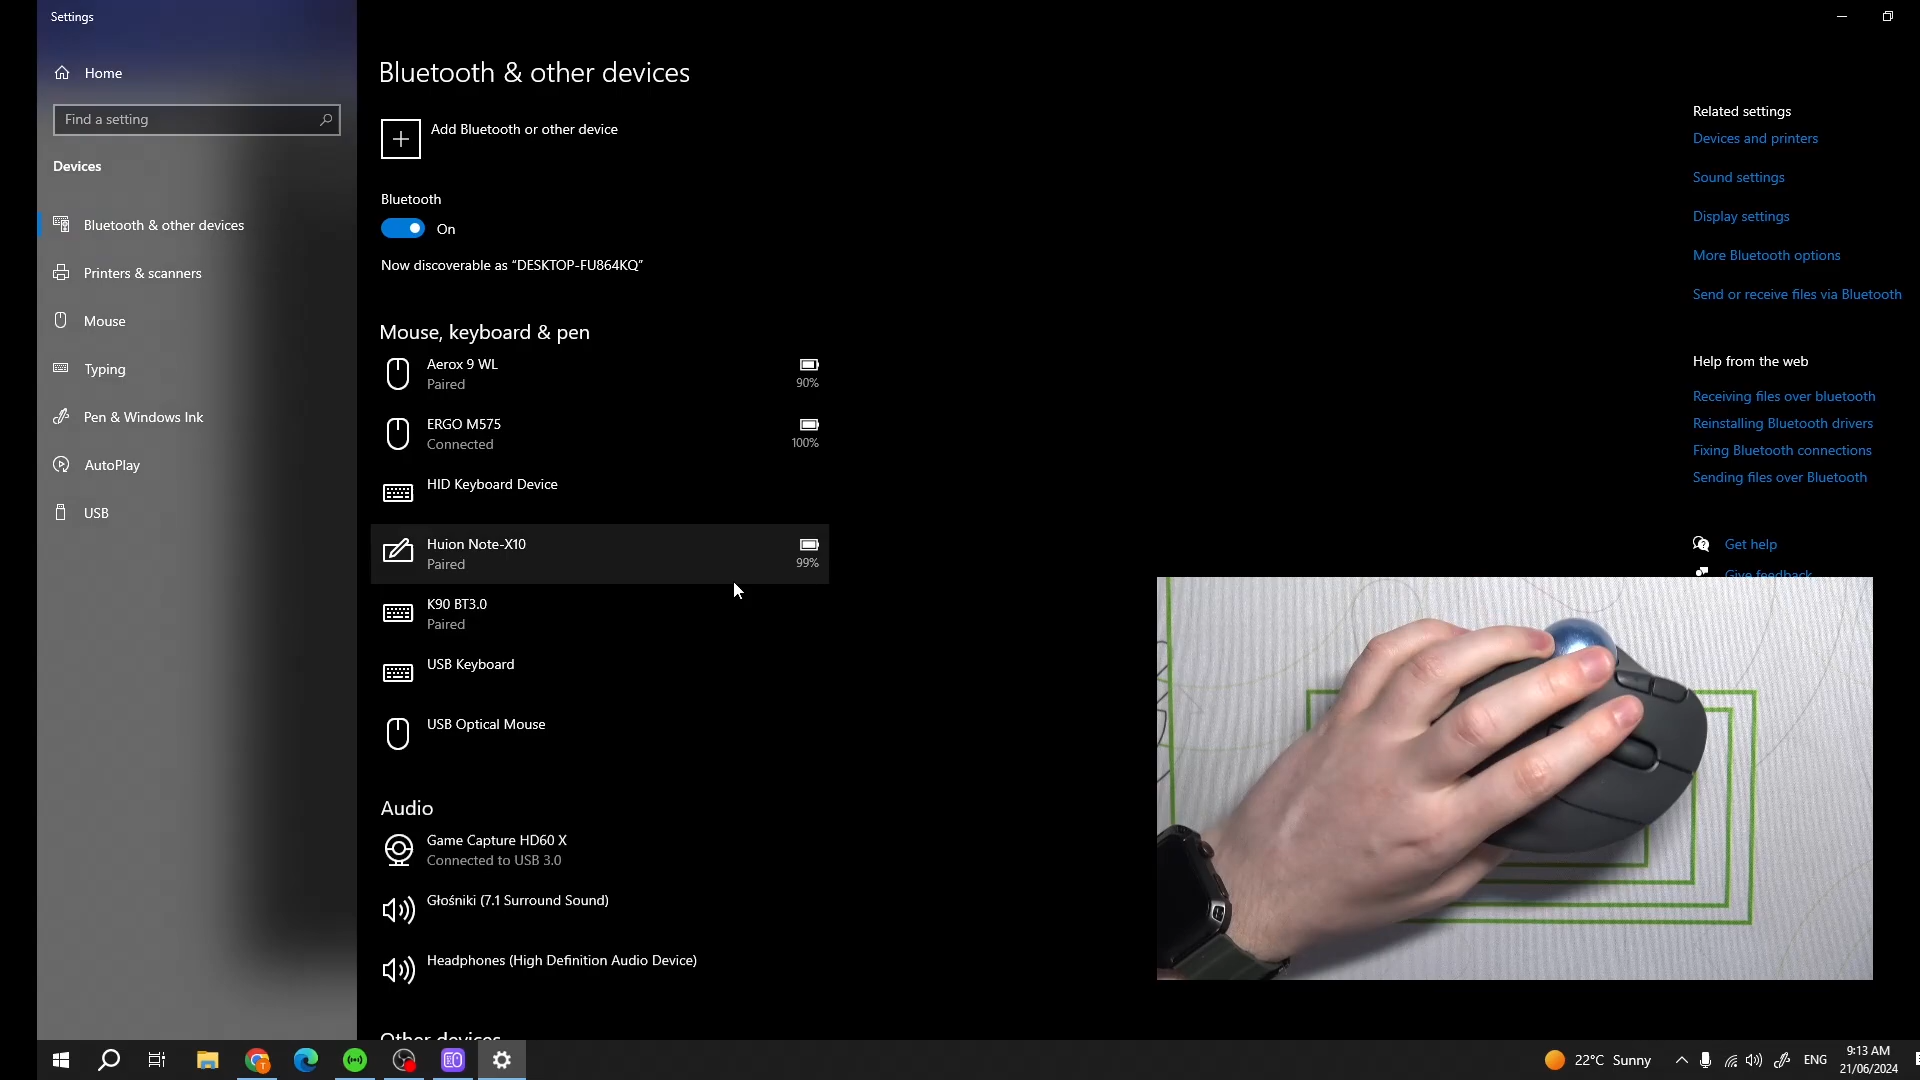 Settings
Home
Find a setting
Devices
Bluetooth & other devices
Printers & scanners
Mouse
Typing
Pen & Windows Ink
AutoPlay
USB
Bluetooth & other devices
Add Bluetooth or other device
Bluetooth
On
Now discoverable as “DESKTOP-FU864KQ”
Mouse, keyboard & pen
Aerox 9 WL
Paired
90%
ERGO M575
Connected
100%
HID Keyboard Device
Huion Note-X10
Paired
99%
K90 BT3.0
Paired
USB Keyboard
USB Optical Mouse
Audio
Game Capture HD60 X
Connected to USB 3.0
Głośniki (7.1 Surround Sound)
Headphones (High Definition Audio Device)
Other devices
Related settings
Devices and printers
Sound settings
Display settings
More Bluetooth options
Send or receive files via Bluetooth
Help from the web
Receiving files over bluetooth
Reinstalling Bluetooth drivers
Fixing Bluetooth connections
Sending files over Bluetooth
Get help
Give feedback
22°C Sunny
ENG
9:13 AM
21/06/2024